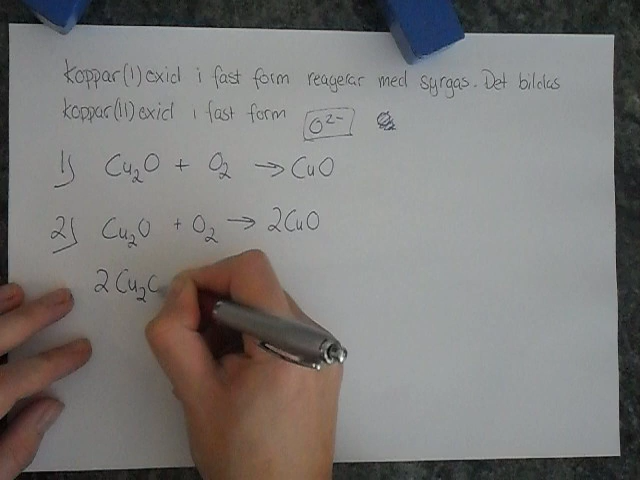 koppar(I)oxid i fast form reagerar med syrgas. Det bildas
koppar(II)oxid i fast form O²⁻
1) Cu₂O + O₂ → CuO
2) Cu₂O + O₂ → 2CuO
2Cu₂O